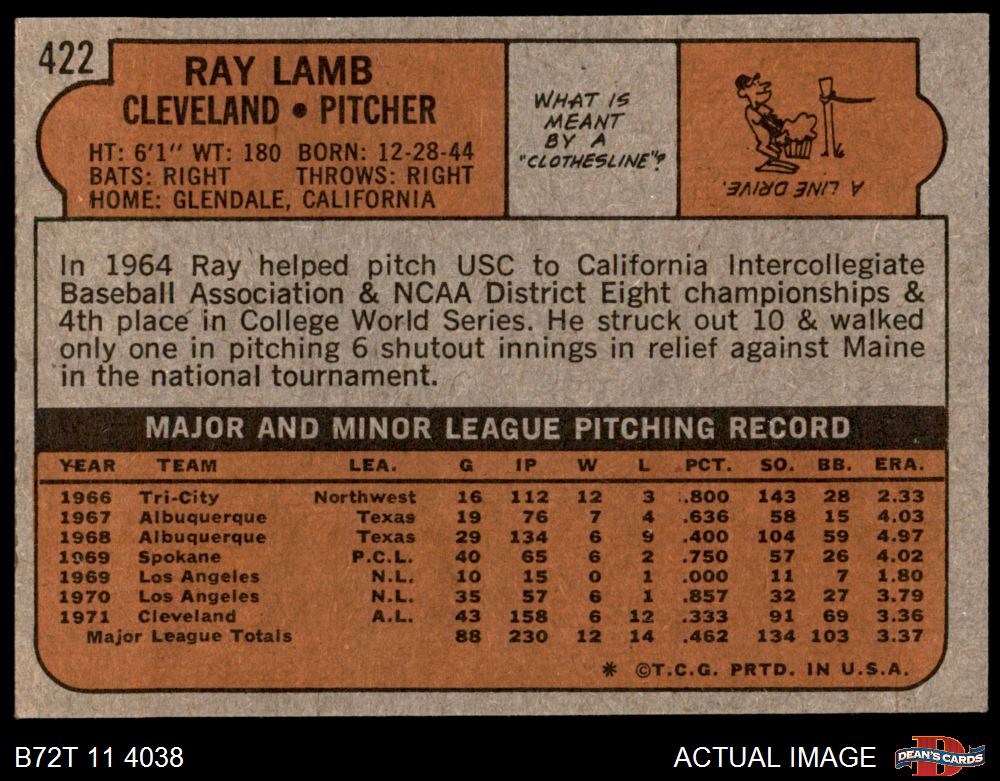 422
RAY LAMB
CLEVELAND • PITCHER
HT: 6'1" WT: 180 BORN: 12-28-44
BATS: RIGHT THROWS: RIGHT
HOME: GLENDALE, CALIFORNIA
WHAT IS
MEANT
BY A
"CLOTHESLINE"?
A LINE DRIVE.
In 1964 Ray helped pitch USC to California Intercollegiate
Baseball Association & NCAA District Eight championships &
4th place in College World Series. He struck out 10 & walked
only one in pitching 6 shutout innings in relief against Maine
in the national tournament.
MAJOR AND MINOR LEAGUE PITCHING RECORD
YEAR TEAM LEA. G IP W L PCT. SO. BB. ERA.
1966 Tri-City Northwest 16 112 12 3 .800 143 28 2.33
1967 Albuquerque Texas 19 76 7 4 .636 58 15 4.03
1968 Albuquerque Texas 29 134 6 9 .400 104 59 4.97
1969 Spokane P.C.L. 40 65 6 2 .750 57 26 4.02
1969 Los Angeles N.L. 10 15 0 1 .000 11 7 1.80
1970 Los Angeles N.L. 35 57 6 1 .857 32 27 3.79
1971 Cleveland A.L. 43 158 6 12 .333 91 69 3.36
Major League Totals 88 230 12 14 .462 134 103 3.37
* ©T.C.G. PRTD. IN U.S.A.
B72T 11 4038
ACTUAL IMAGE
DEAN'S CARDS